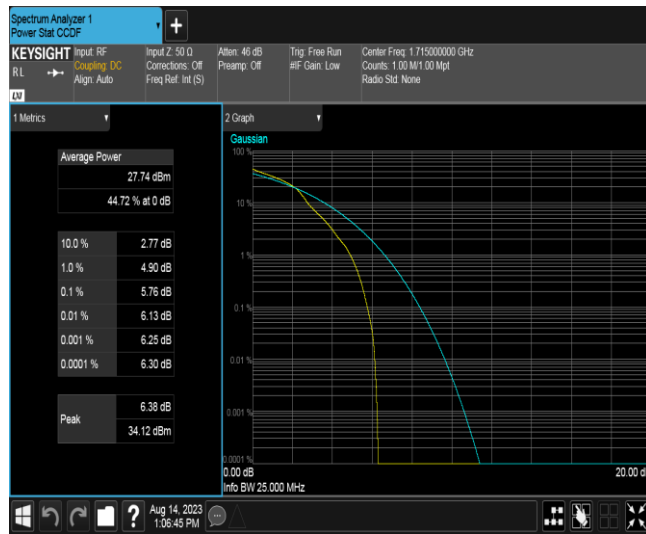 Spectrum Analyzer 1
Power Stat CCDF
KEYSIGHT
Input: RF
Coupling: DC
Align: Auto
Input Z: 50 Ω
Corrections: Off
Freq Ref: Int (S)
Atten: 46 dB
Preamp: Off
Trig: Free Run
#IF Gain: Low
Center Freq: 1.715000000 GHz
Counts: 1.00 M/1.00 Mpt
Radio Std: None
R L
LXI
1 Metrics
2 Graph
Average Power
27.74 dBm
44.72 % at 0 dB
10.0 % 2.77 dB
1.0 % 4.90 dB
0.1 % 5.76 dB
0.01 % 6.13 dB
0.001 % 6.25 dB
0.0001 % 6.30 dB
Peak
6.38 dB
34.12 dBm
Gaussian
100 %
10 %
1 %
0.1 %
0.01 %
0.001 %
0.0001 %
0.00 dB
20.00 d
Info BW 25.000 MHz
?
Aug 14, 2023
1:06:45 PM